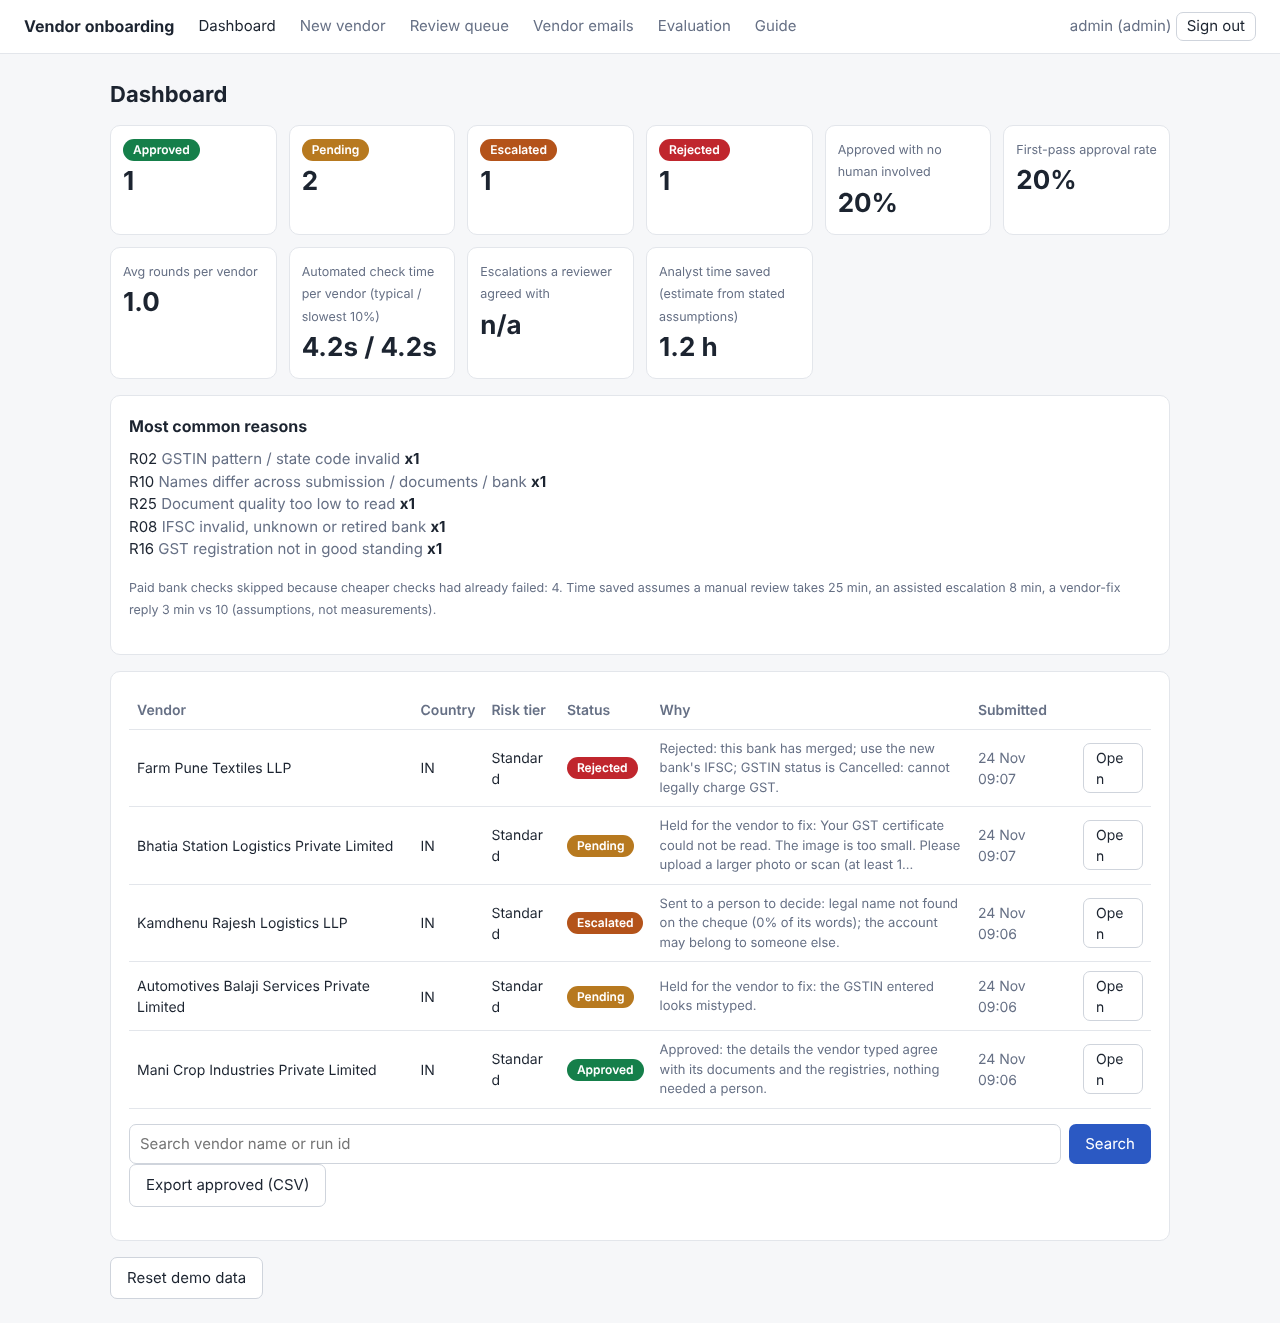 Vendor onboarding Dashboard New vendor Review queue Vendor emails Evaluation Guide admin (admin) Sign out
Dashboard
Approved
1
Pending
2
Escalated
1
Rejected
1
Approved with no
human involved
20%
First-pass approval rate
20%
Avg rounds per vendor
1.0
Automated check time
per vendor (typical /
slowest 10%)
4.2s / 4.2s
Escalations a reviewer
agreed with
n/a
Analyst time saved
(estimate from stated
assumptions)
1.2 h
Most common reasons
R02 GSTIN pattern / state code invalid x1
R10 Names differ across submission / documents / bank x1
R25 Document quality too low to read x1
R08 IFSC invalid, unknown or retired bank x1
R16 GST registration not in good standing x1
Paid bank checks skipped because cheaper checks had already failed: 4. Time saved assumes a manual review takes 25 min, an assisted escalation 8 min, a vendor-fix
reply 3 min vs 10 (assumptions, not measurements).
Vendor Country Risk tier Status Why Submitted
Farm Pune Textiles LLP
IN
Standar
d
Rejected
Rejected: this bank has merged; use the new
bank's IFSC; GSTIN status is Cancelled: cannot
legally charge GST.
24 Nov
09:07
Ope
n
Bhatia Station Logistics Private Limited
IN
Standar
d
Pending
Held for the vendor to fix: Your GST certificate
could not be read. The image is too small. Please
upload a larger photo or scan (at least 1...
24 Nov
09:07
Ope
n
Kamdhenu Rajesh Logistics LLP
IN
Standar
d
Escalated
Sent to a person to decide: legal name not found
on the cheque (0% of its words); the account
may belong to someone else.
24 Nov
09:06
Ope
n
Automotives Balaji Services Private
Limited
IN
Standar
d
Pending
Held for the vendor to fix: the GSTIN entered
looks mistyped.
24 Nov
09:06
Ope
n
Mani Crop Industries Private Limited
IN
Standar
d
Approved
Approved: the details the vendor typed agree
with its documents and the registries, nothing
needed a person.
24 Nov
09:06
Ope
n
Search vendor name or run id
Search
Export approved (CSV)
Reset demo data